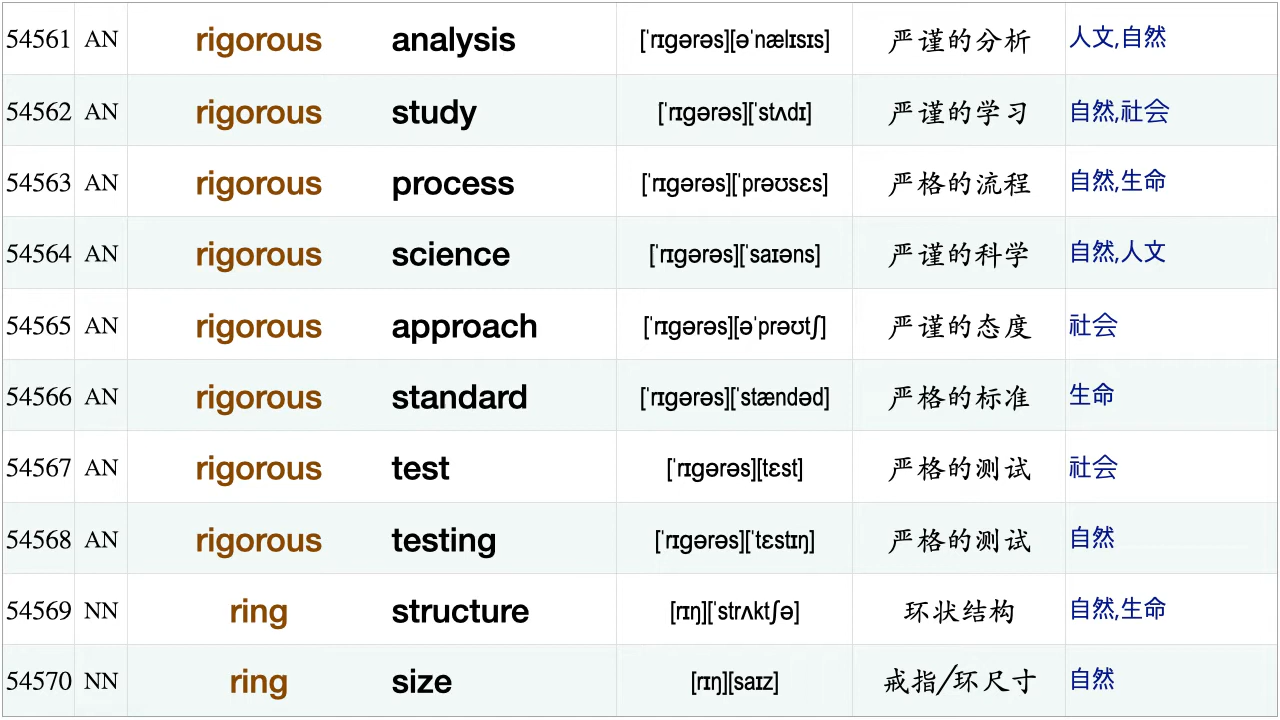 54561 AN rigorous analysis [ˈrɪgərəs][əˈnælɪsɪs] 严谨的分析 人文,自然
54562 AN rigorous study [ˈrɪgərəs][ˈstʌdɪ] 严谨的学习 自然,社会
54563 AN rigorous process [ˈrɪgərəs][ˈprəʊsɛs] 严格的流程 自然,生命
54564 AN rigorous science [ˈrɪgərəs][ˈsaɪəns] 严谨的科学 自然,人文
54565 AN rigorous approach [ˈrɪgərəs][əˈprəʊtʃ] 严谨的态度 社会
54566 AN rigorous standard [ˈrɪgərəs][ˈstændəd] 严格的标准 生命
54567 AN rigorous test [ˈrɪgərəs][tɛst] 严格的测试 社会
54568 AN rigorous testing [ˈrɪgərəs][ˈtɛstɪŋ] 严格的测试 自然
54569 NN ring structure [rɪŋ][ˈstrʌktʃə] 环状结构 自然,生命
54570 NN ring size [rɪŋ][saɪz] 戒指/环尺寸 自然